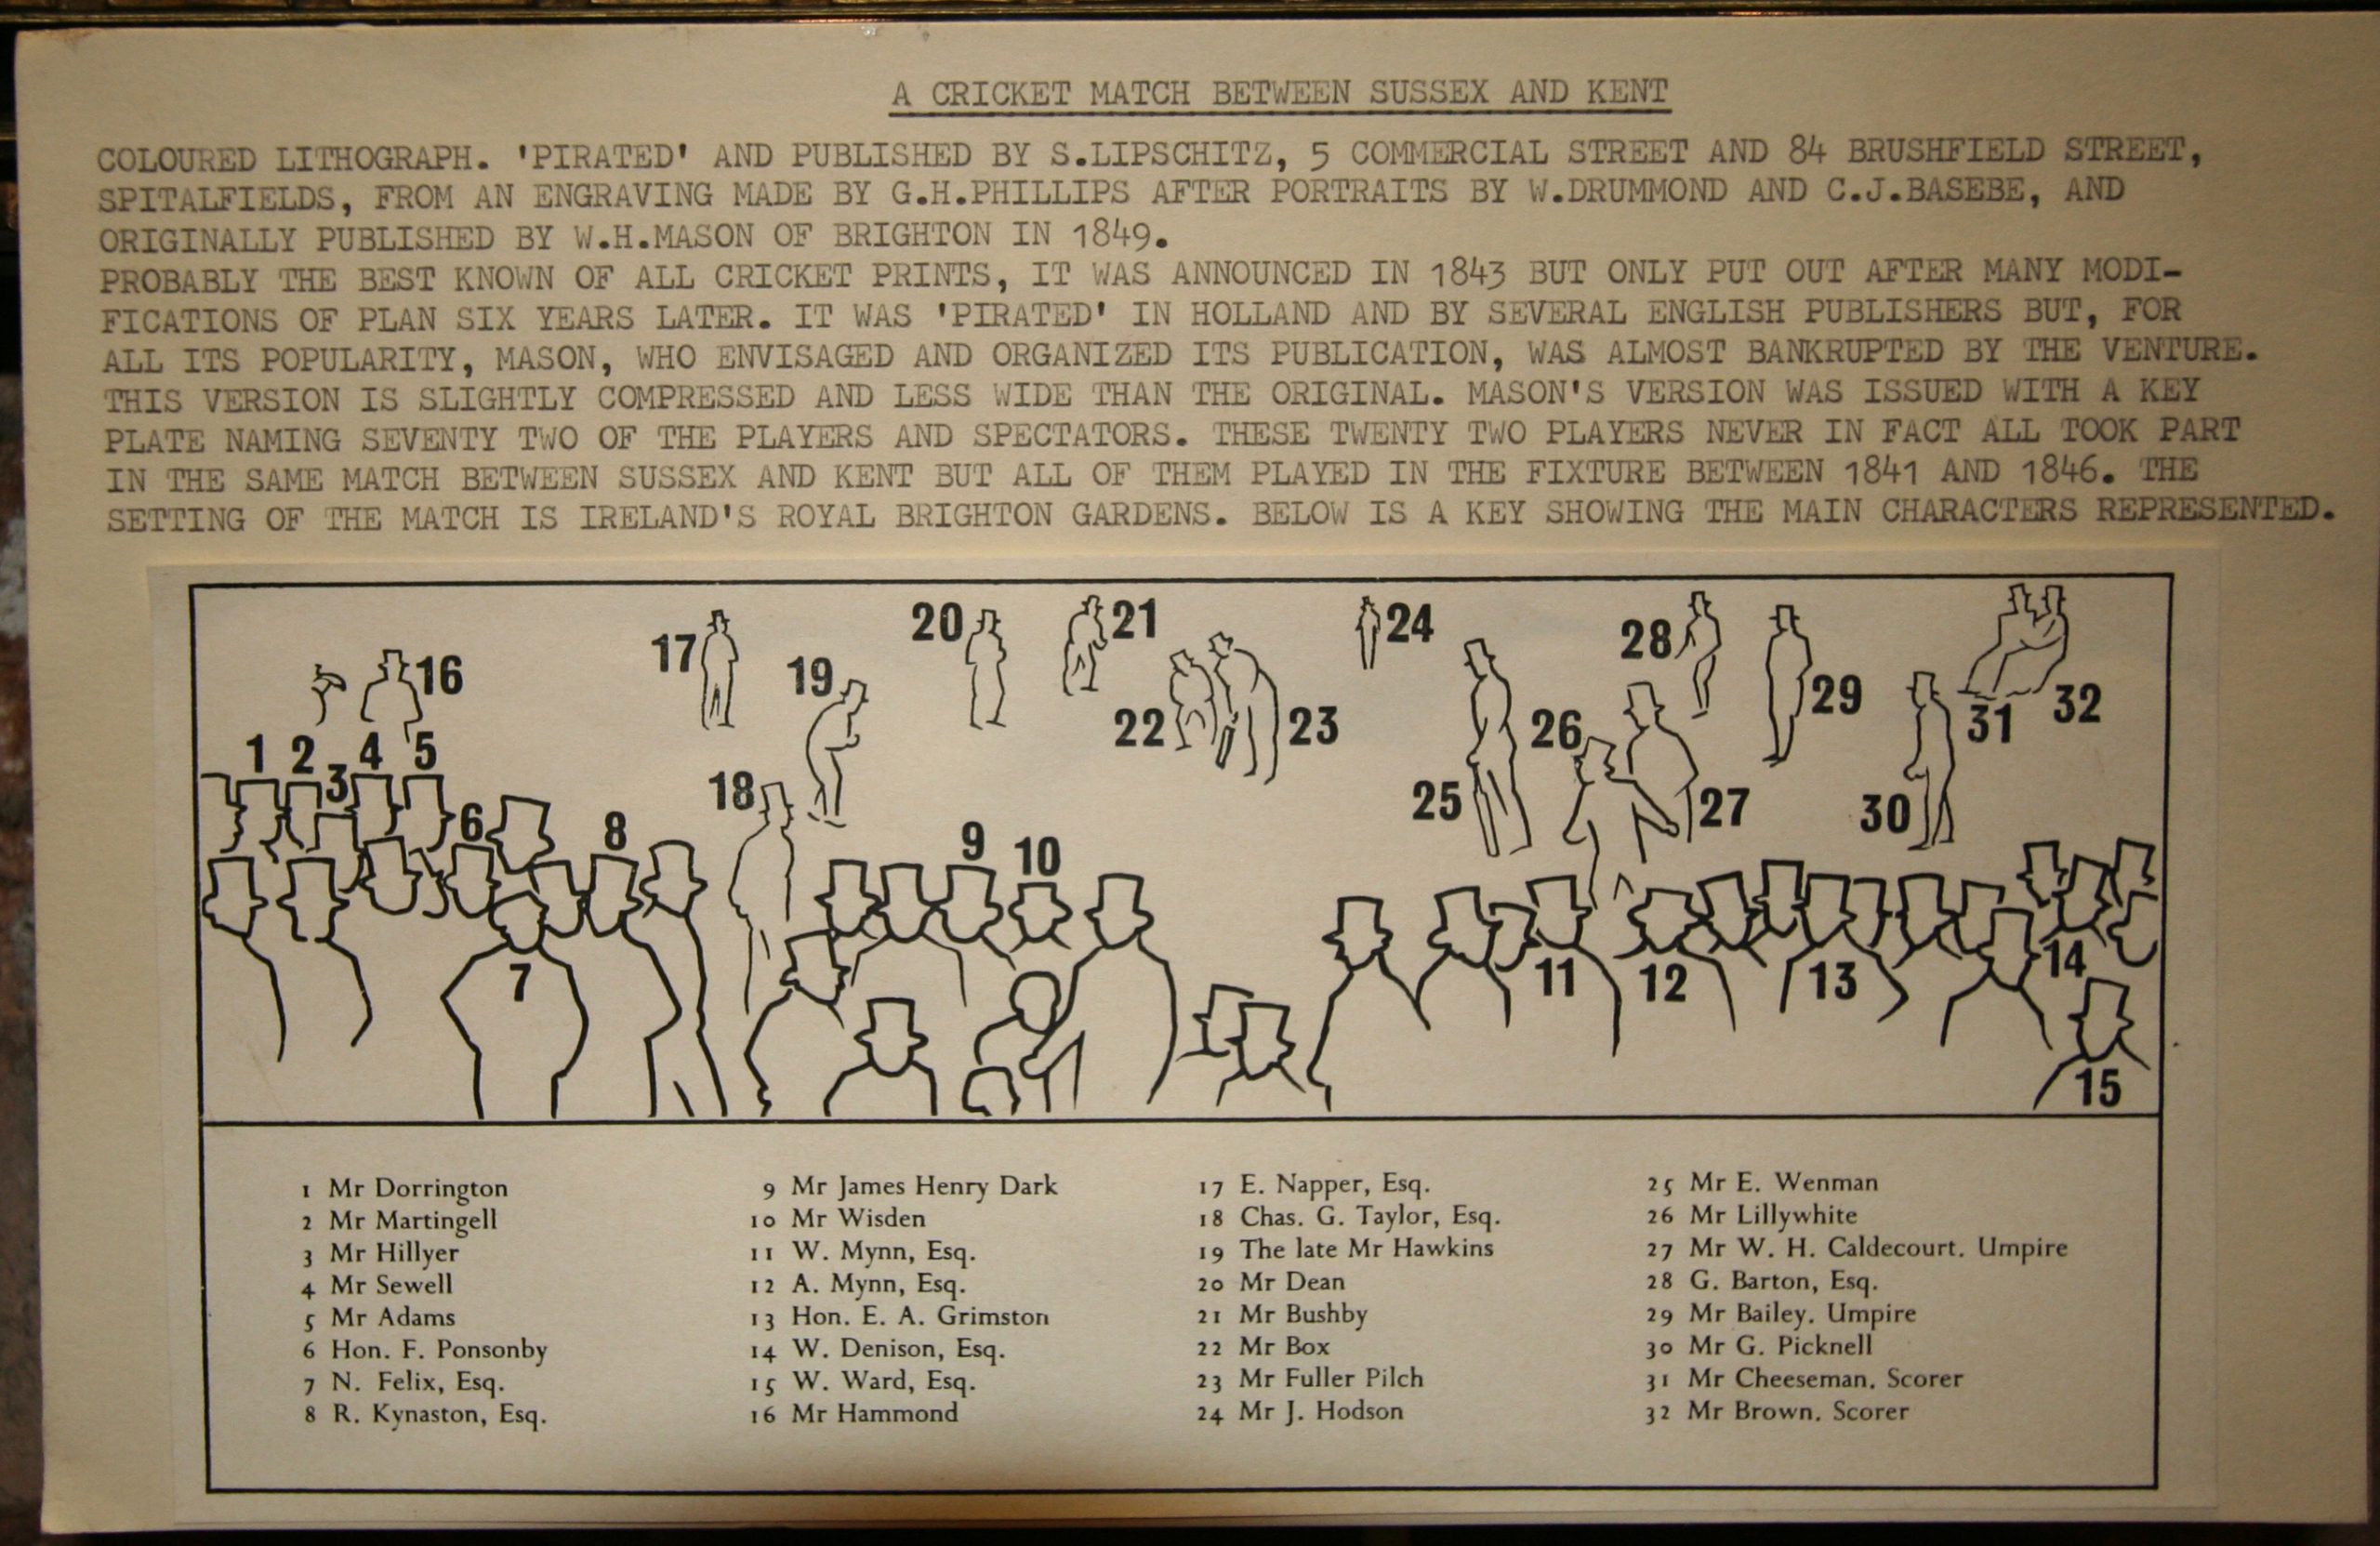 A CRICKET MATCH BETWEEN SUSSEX AND KENT
COLOURED LITHOGRAPH. 'PIRATED' AND PUBLISHED BY S.LIPSCHITZ, 5 COMMERCIAL STREET AND 84 BRUSHFIELD STREET,
SPITALFIELDS, FROM AN ENGRAVING MADE BY G.H.PHILLIPS AFTER PORTRAITS BY W.DRUMMOND AND C.J.BASEBE, AND
ORIGINALLY PUBLISHED BY W.H.MASON OF BRIGHTON IN 1849.
PROBABLY THE BEST KNOWN OF ALL CRICKET PRINTS, IT WAS ANNOUNCED IN 1843 BUT ONLY PUT OUT AFTER MANY MODI-
FICATIONS OF PLAN SIX YEARS LATER. IT WAS 'PIRATED' IN HOLLAND AND BY SEVERAL ENGLISH PUBLISHERS BUT, FOR
ALL ITS POPULARITY, MASON, WHO ENVISAGED AND ORGANIZED ITS PUBLICATION, WAS ALMOST BANKRUPTED BY THE VENTURE.
THIS VERSION IS SLIGHTLY COMPRESSED AND LESS WIDE THAN THE ORIGINAL. MASON'S VERSION WAS ISSUED WITH A KEY
PLATE NAMING SEVENTY TWO OF THE PLAYERS AND SPECTATORS. THESE TWENTY TWO PLAYERS NEVER IN FACT ALL TOOK PART
IN THE SAME MATCH BETWEEN SUSSEX AND KENT BUT ALL OF THEM PLAYED IN THE FIXTURE BETWEEN 1841 AND 1846. THE
SETTING OF THE MATCH IS IRELAND'S ROYAL BRIGHTON GARDENS. BELOW IS A KEY SHOWING THE MAIN CHARACTERS REPRESENTED.
20 21 24 28
16 17 19 29
22 23 26 31 32
1 2 3 4 5
18 25 27 30
6 8 9 10
7 11 12 13 14
15
1 Mr Dorrington
2 Mr Martingell
3 Mr Hillyer
4 Mr Sewell
5 Mr Adams
6 Hon. F. Ponsonby
7 N. Felix, Esq.
8 R. Kynaston, Esq.
9 Mr James Henry Dark
10 Mr Wisden
11 W. Mynn, Esq.
12 A. Mynn, Esq.
13 Hon. E. A. Grimston
14 W. Denison, Esq.
15 W. Ward, Esq.
16 Mr Hammond
17 E. Napper, Esq.
18 Chas. G. Taylor, Esq.
19 The late Mr Hawkins
20 Mr Dean
21 Mr Bushby
22 Mr Box
23 Mr Fuller Pilch
24 Mr J. Hodson
25 Mr E. Wenman
26 Mr Lillywhite
27 Mr W. H. Caldecourt. Umpire
28 G. Barton, Esq.
29 Mr Bailey. Umpire
30 Mr G. Picknell
31 Mr Cheeseman. Scorer
32 Mr Brown. Scorer